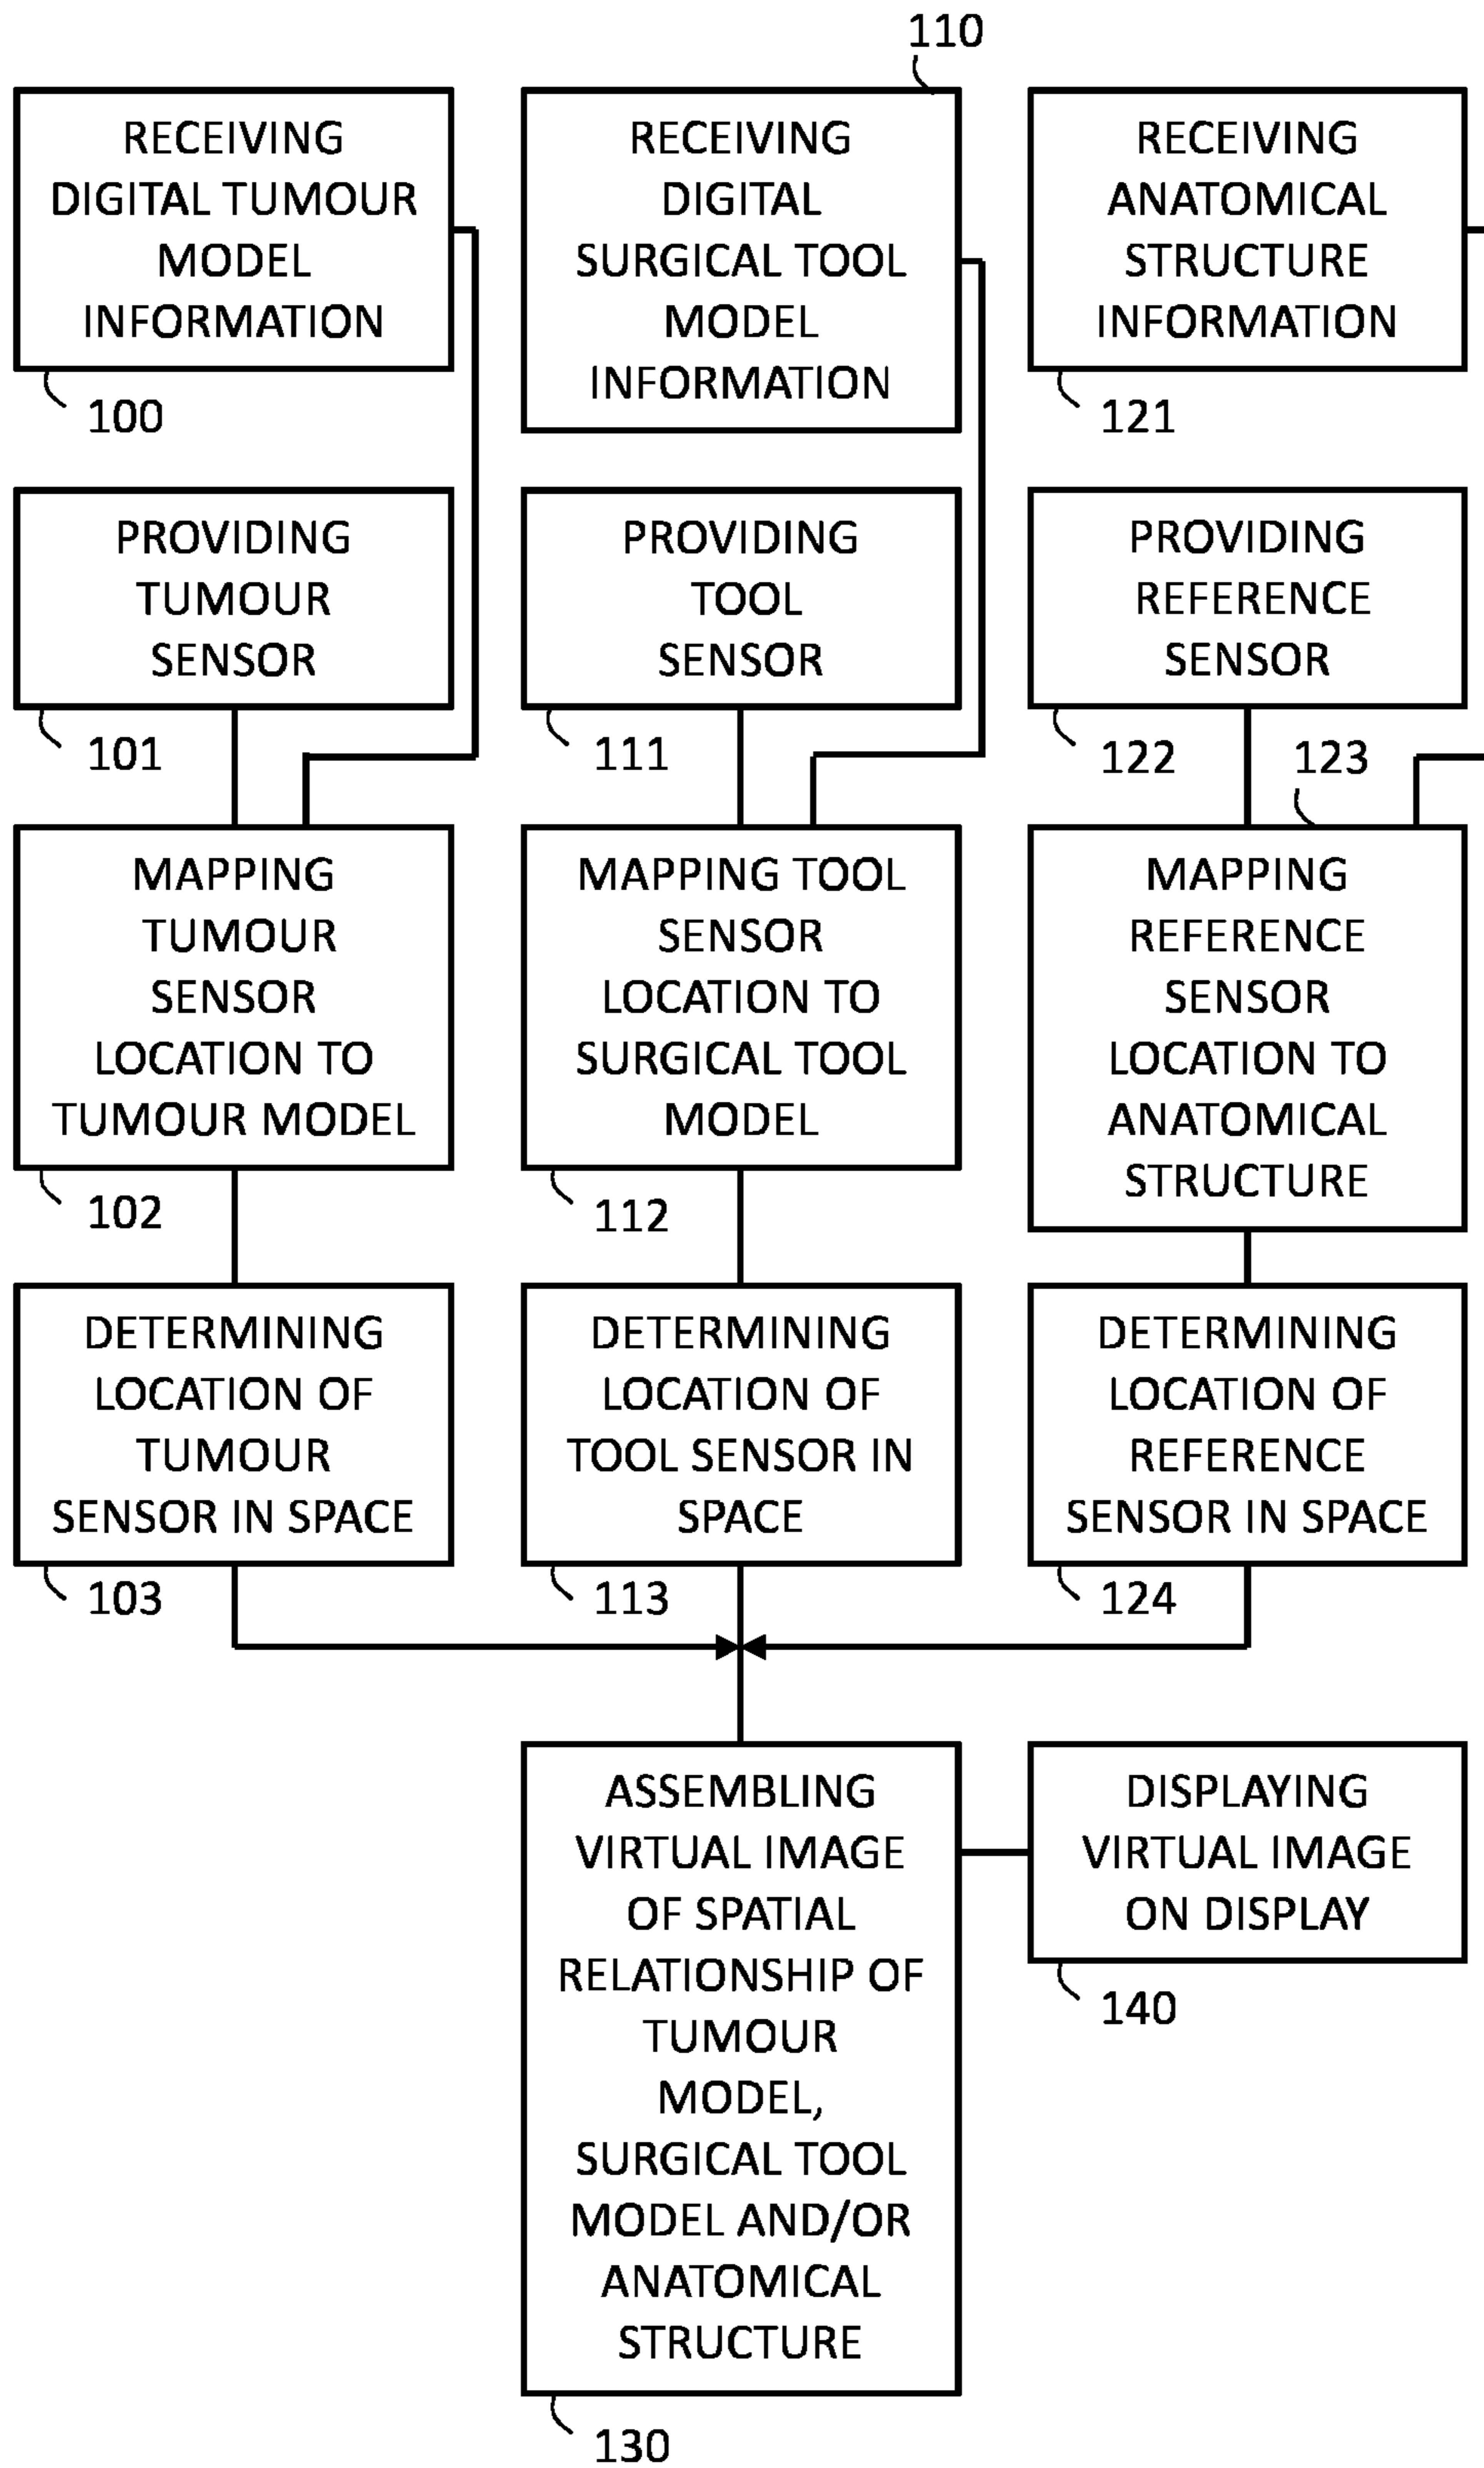 110
RECEIVING
DIGITAL TUMOUR
MODEL
INFORMATION
100
RECEIVING
DIGITAL
SURGICAL TOOL
MODEL
INFORMATION
RECEIVING
ANATOMICAL
STRUCTURE
INFORMATION
121
PROVIDING
TUMOUR
SENSOR
101
PROVIDING
TOOL
SENSOR
111
PROVIDING
REFERENCE
SENSOR
122
123
MAPPING
TUMOUR
SENSOR
LOCATION TO
TUMOUR MODEL
102
MAPPING TOOL
SENSOR
LOCATION TO
SURGICAL TOOL
MODEL
112
MAPPING
REFERENCE
SENSOR
LOCATION TO
ANATOMICAL
STRUCTURE
DETERMINING
LOCATION OF
TUMOUR
SENSOR IN SPACE
103
DETERMINING
LOCATION OF
TOOL SENSOR IN
SPACE
113
DETERMINING
LOCATION OF
REFERENCE
SENSOR IN SPACE
124
ASSEMBLING
VIRTUAL IMAGE
OF SPATIAL
RELATIONSHIP OF
TUMOUR
MODEL,
SURGICAL TOOL
MODEL AND/OR
ANATOMICAL
STRUCTURE
130
DISPLAYING
VIRTUAL IMAGE
ON DISPLAY
140